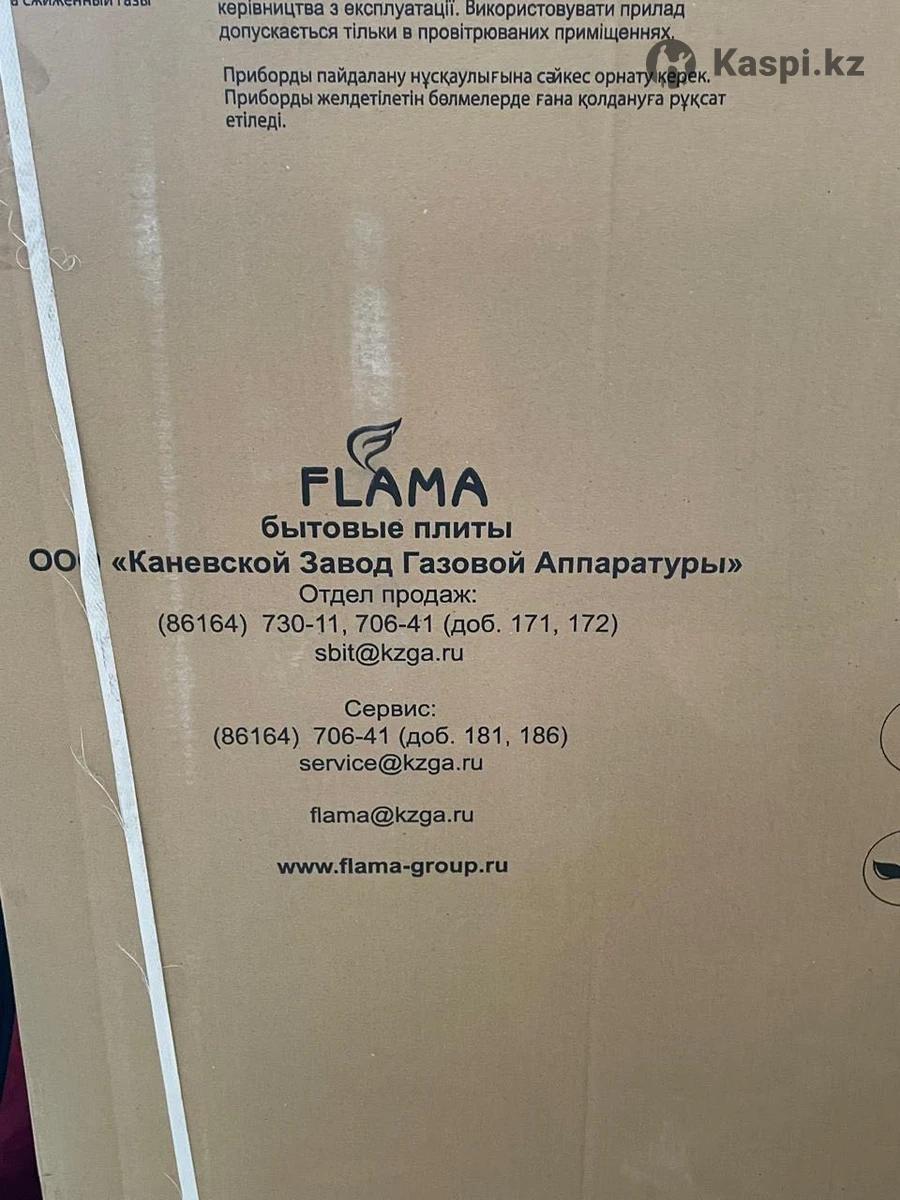 а сжиженный газы
керівництва з експлуатації. Використовувати прилад
допускається тільки в провітрюваних приміщеннях.
Kaspi.kz
Приборды пайдалану нұсқаулығына сәйкес орнату керек.
Приборды желдетілетін бөлмелерде ғана қолдануға рұқсат
етіледі.
FLAMA
бытовые плиты
ООО «Каневской Завод Газовой Аппаратуры»
Отдел продаж:
(86164) 730-11, 706-41 (доб. 171, 172)
sbit@kzga.ru
Сервис:
(86164) 706-41 (доб. 181, 186)
service@kzga.ru
flama@kzga.ru
www.flama-group.ru